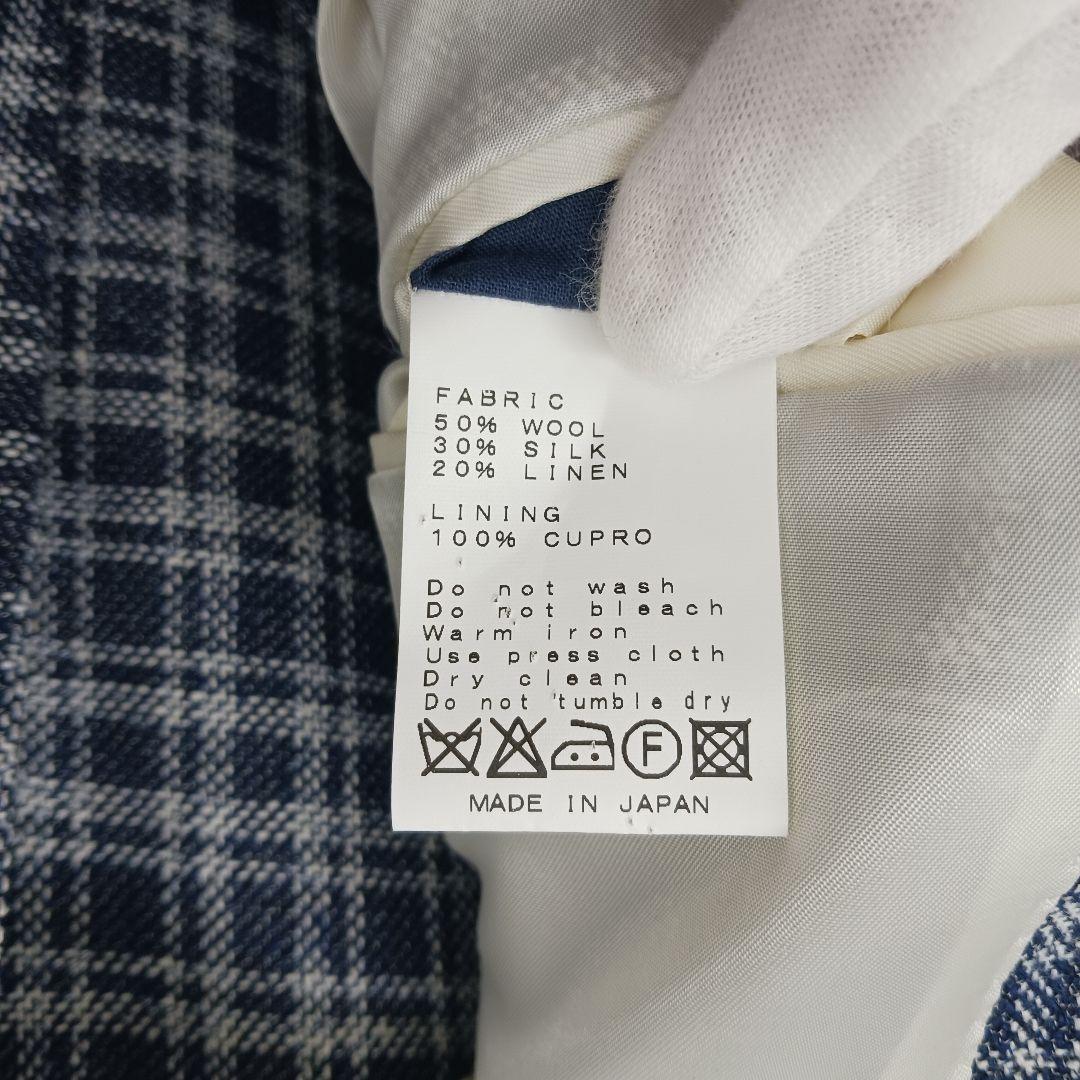 FABRIC
50% WOOL
30% SILK
20% LINEN
LINING
100% CUPRO
Do not wash
Do not bleach
Warm iron
Use press cloth
Dry clean
Do not tumble dry
F
MADE IN JAPAN